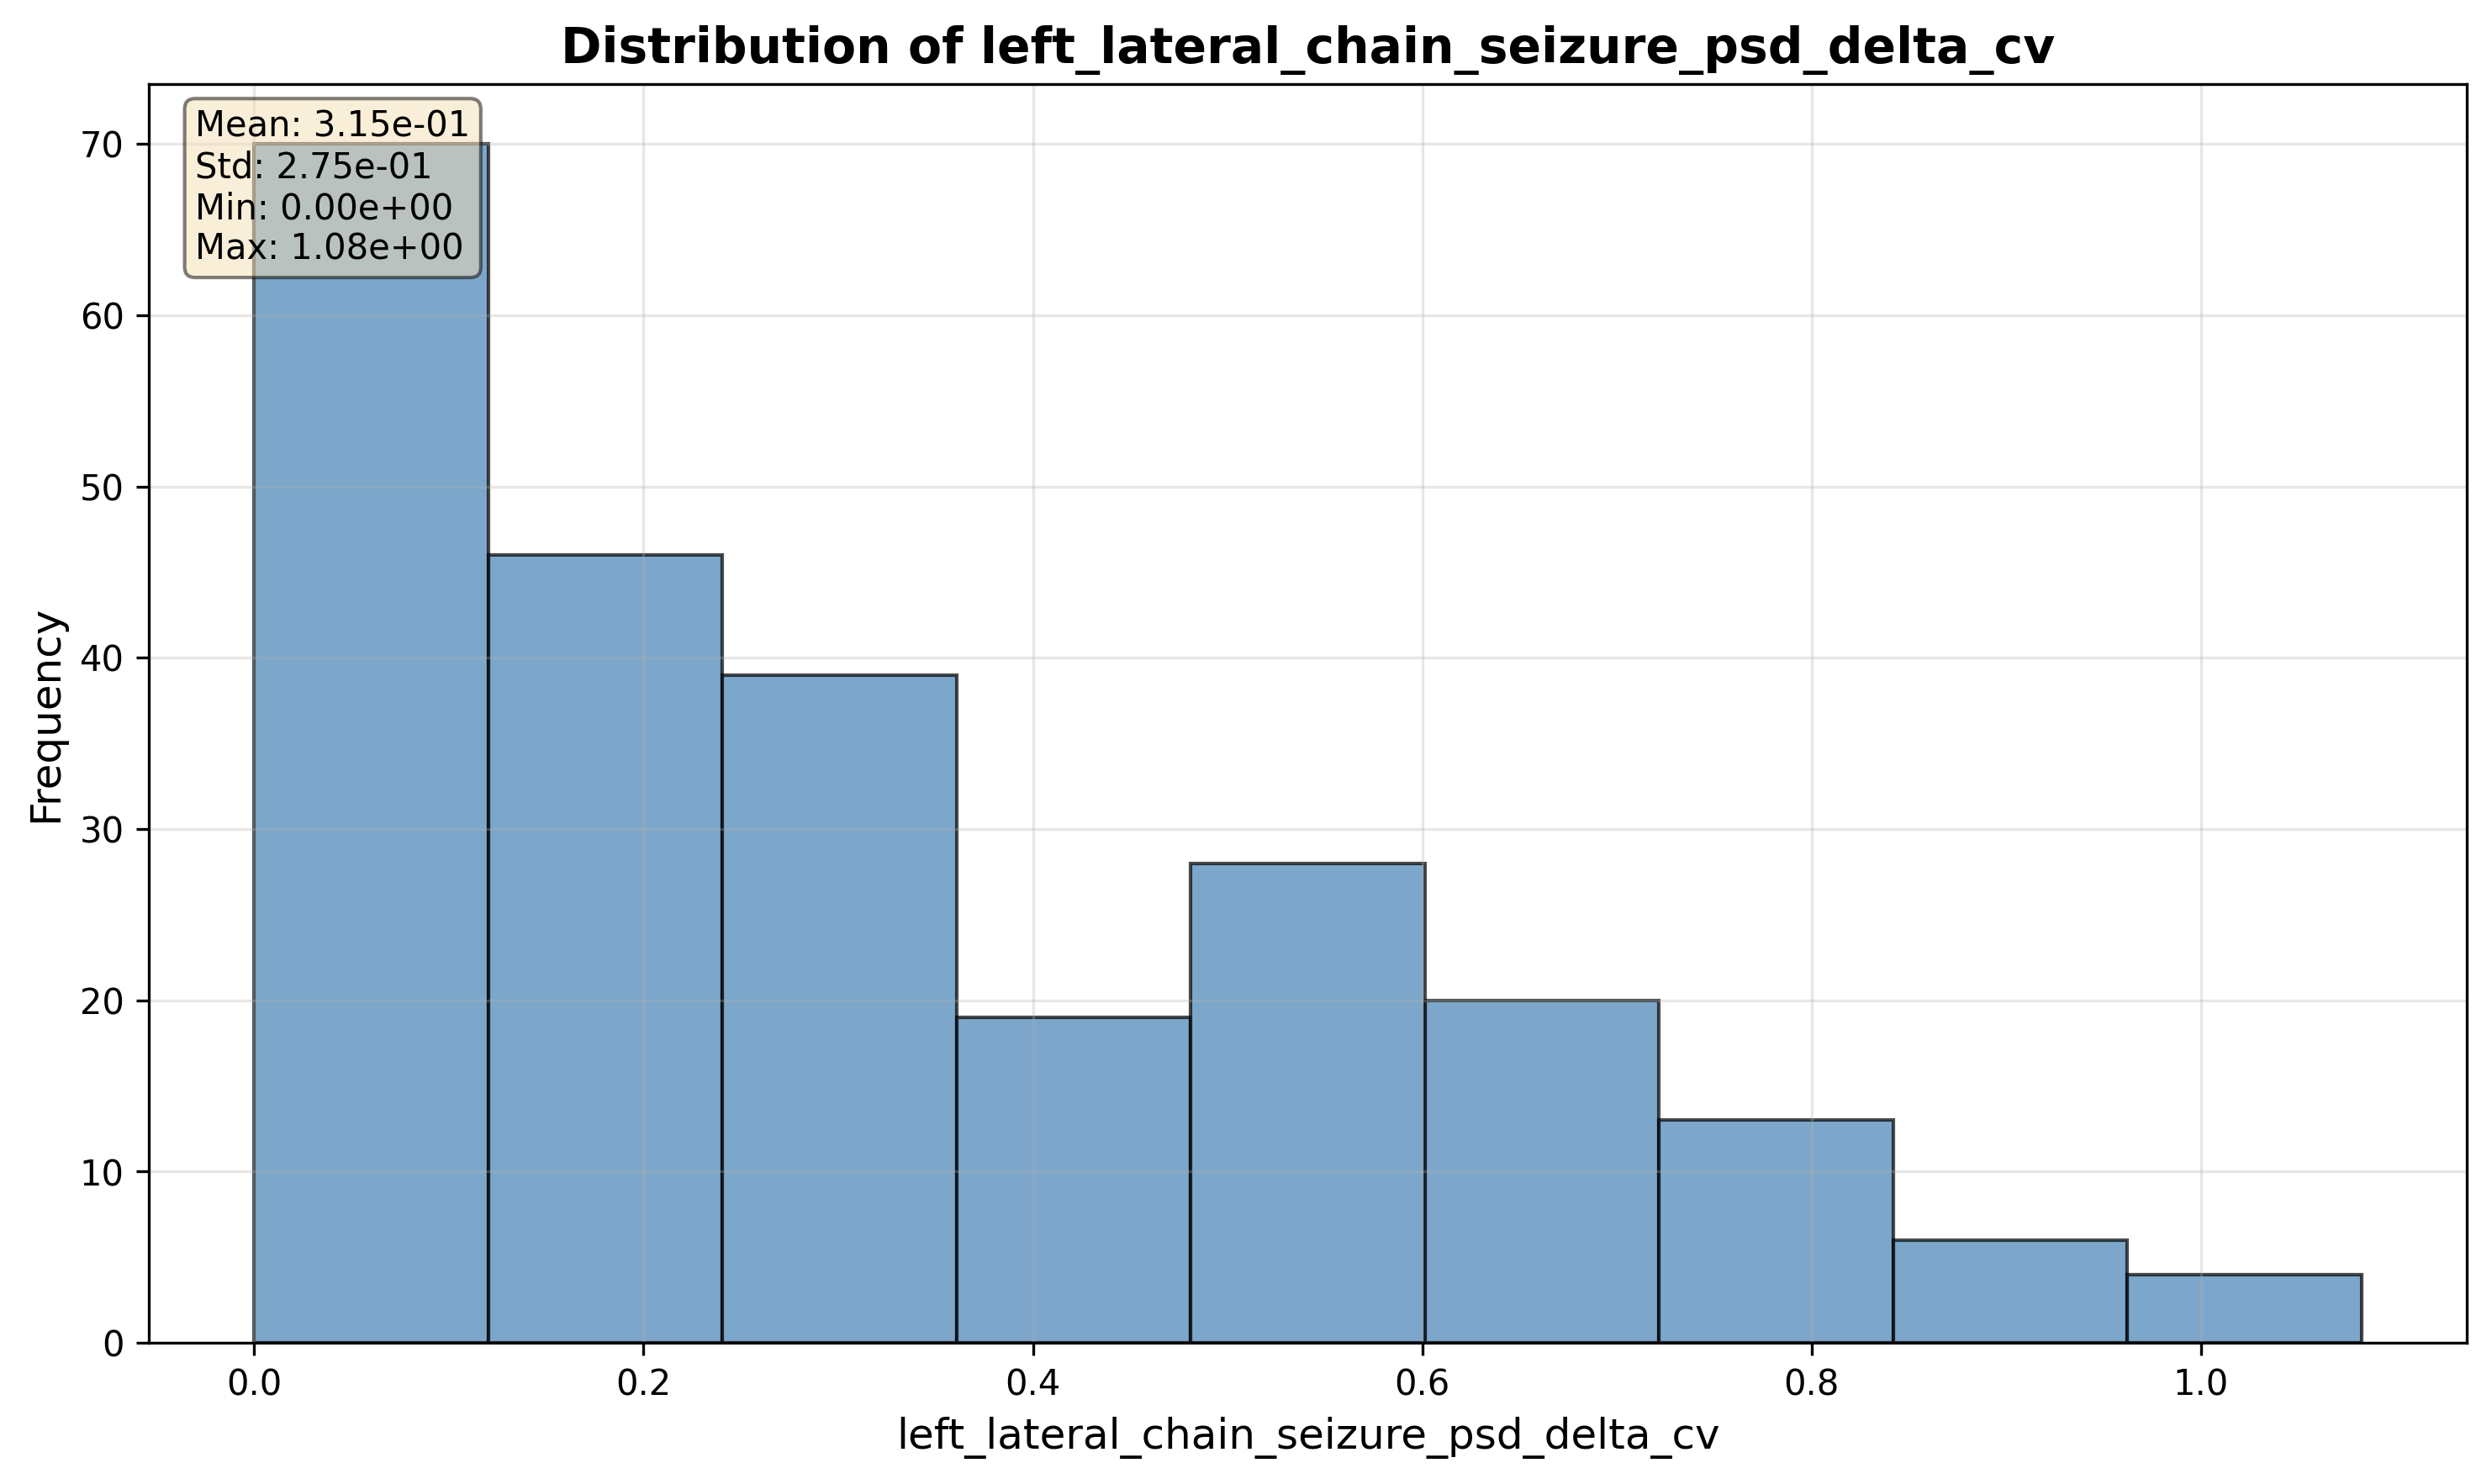 Distribution of left_lateral_chain_seizure_psd_delta_cv
Mean: 3.15e-01
Std: 2.75e-01
Min: 0.00e+00
Max: 1.08e+00
70
60
50
40
30
20
10
0
Frequency
0.0 0.2 0.4 0.6 0.8 1.0
left_lateral_chain_seizure_psd_delta_cv